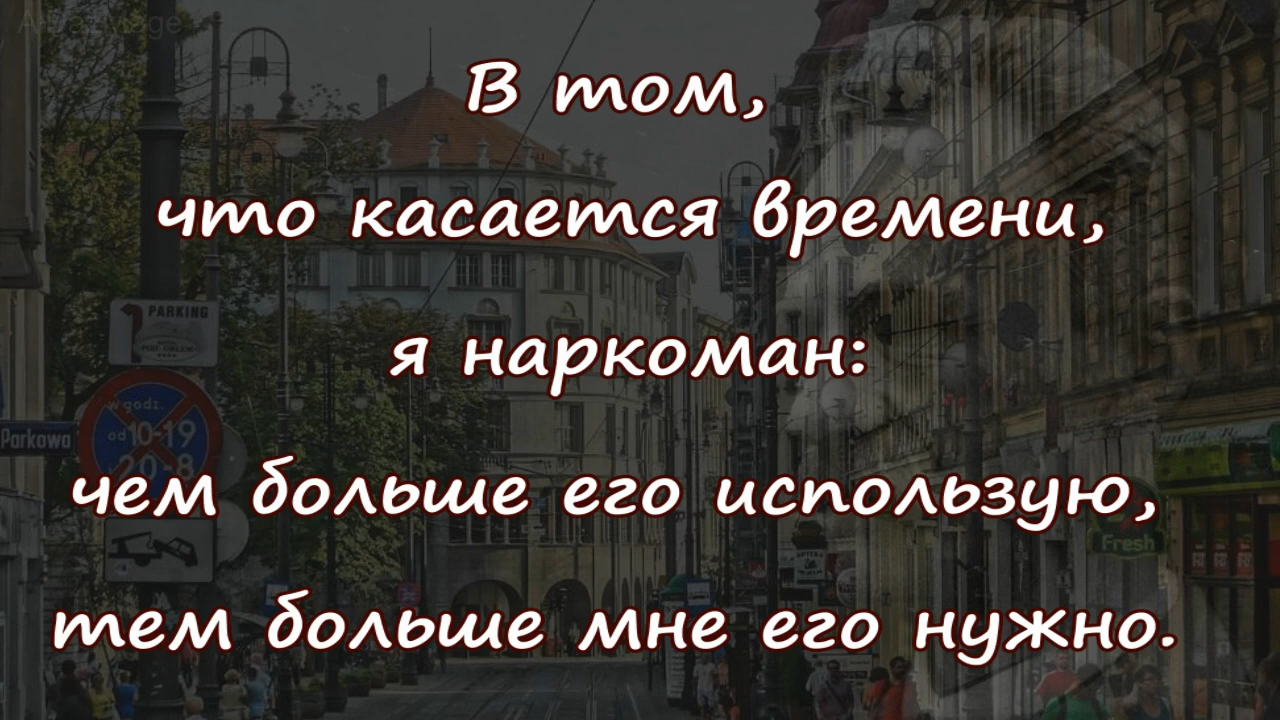 В том,
что касается времени,
я наркоман:
чем больше его использую,
тем больше мне его нужно.
PARKING
w godz.
od 10-19
20-8
Parkowa
Fresh